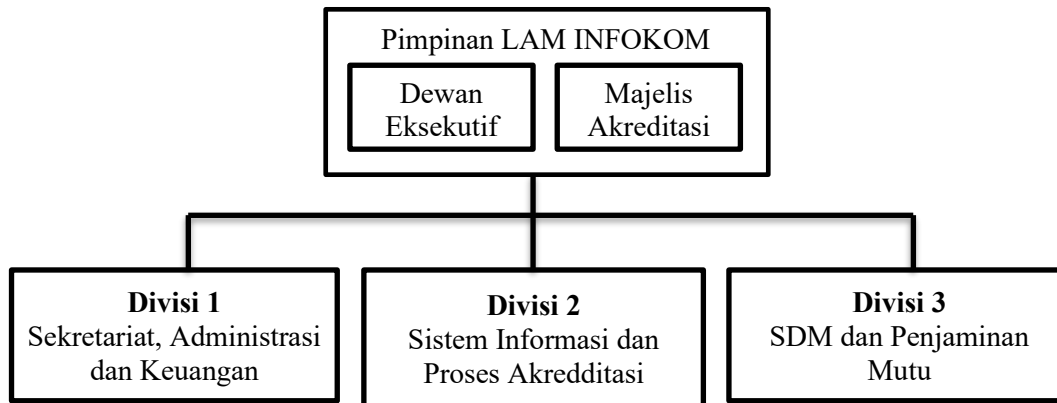 Pimpinan LAM INFOKOM
Dewan
Eksekutif
Majelis
Akreditasi
Divisi 1
Sekretariat, Administrasi
dan Keuangan
Divisi 2
Sistem Informasi dan
Proses Akredditasi
Divisi 3
SDM dan Penjaminan
Mutu